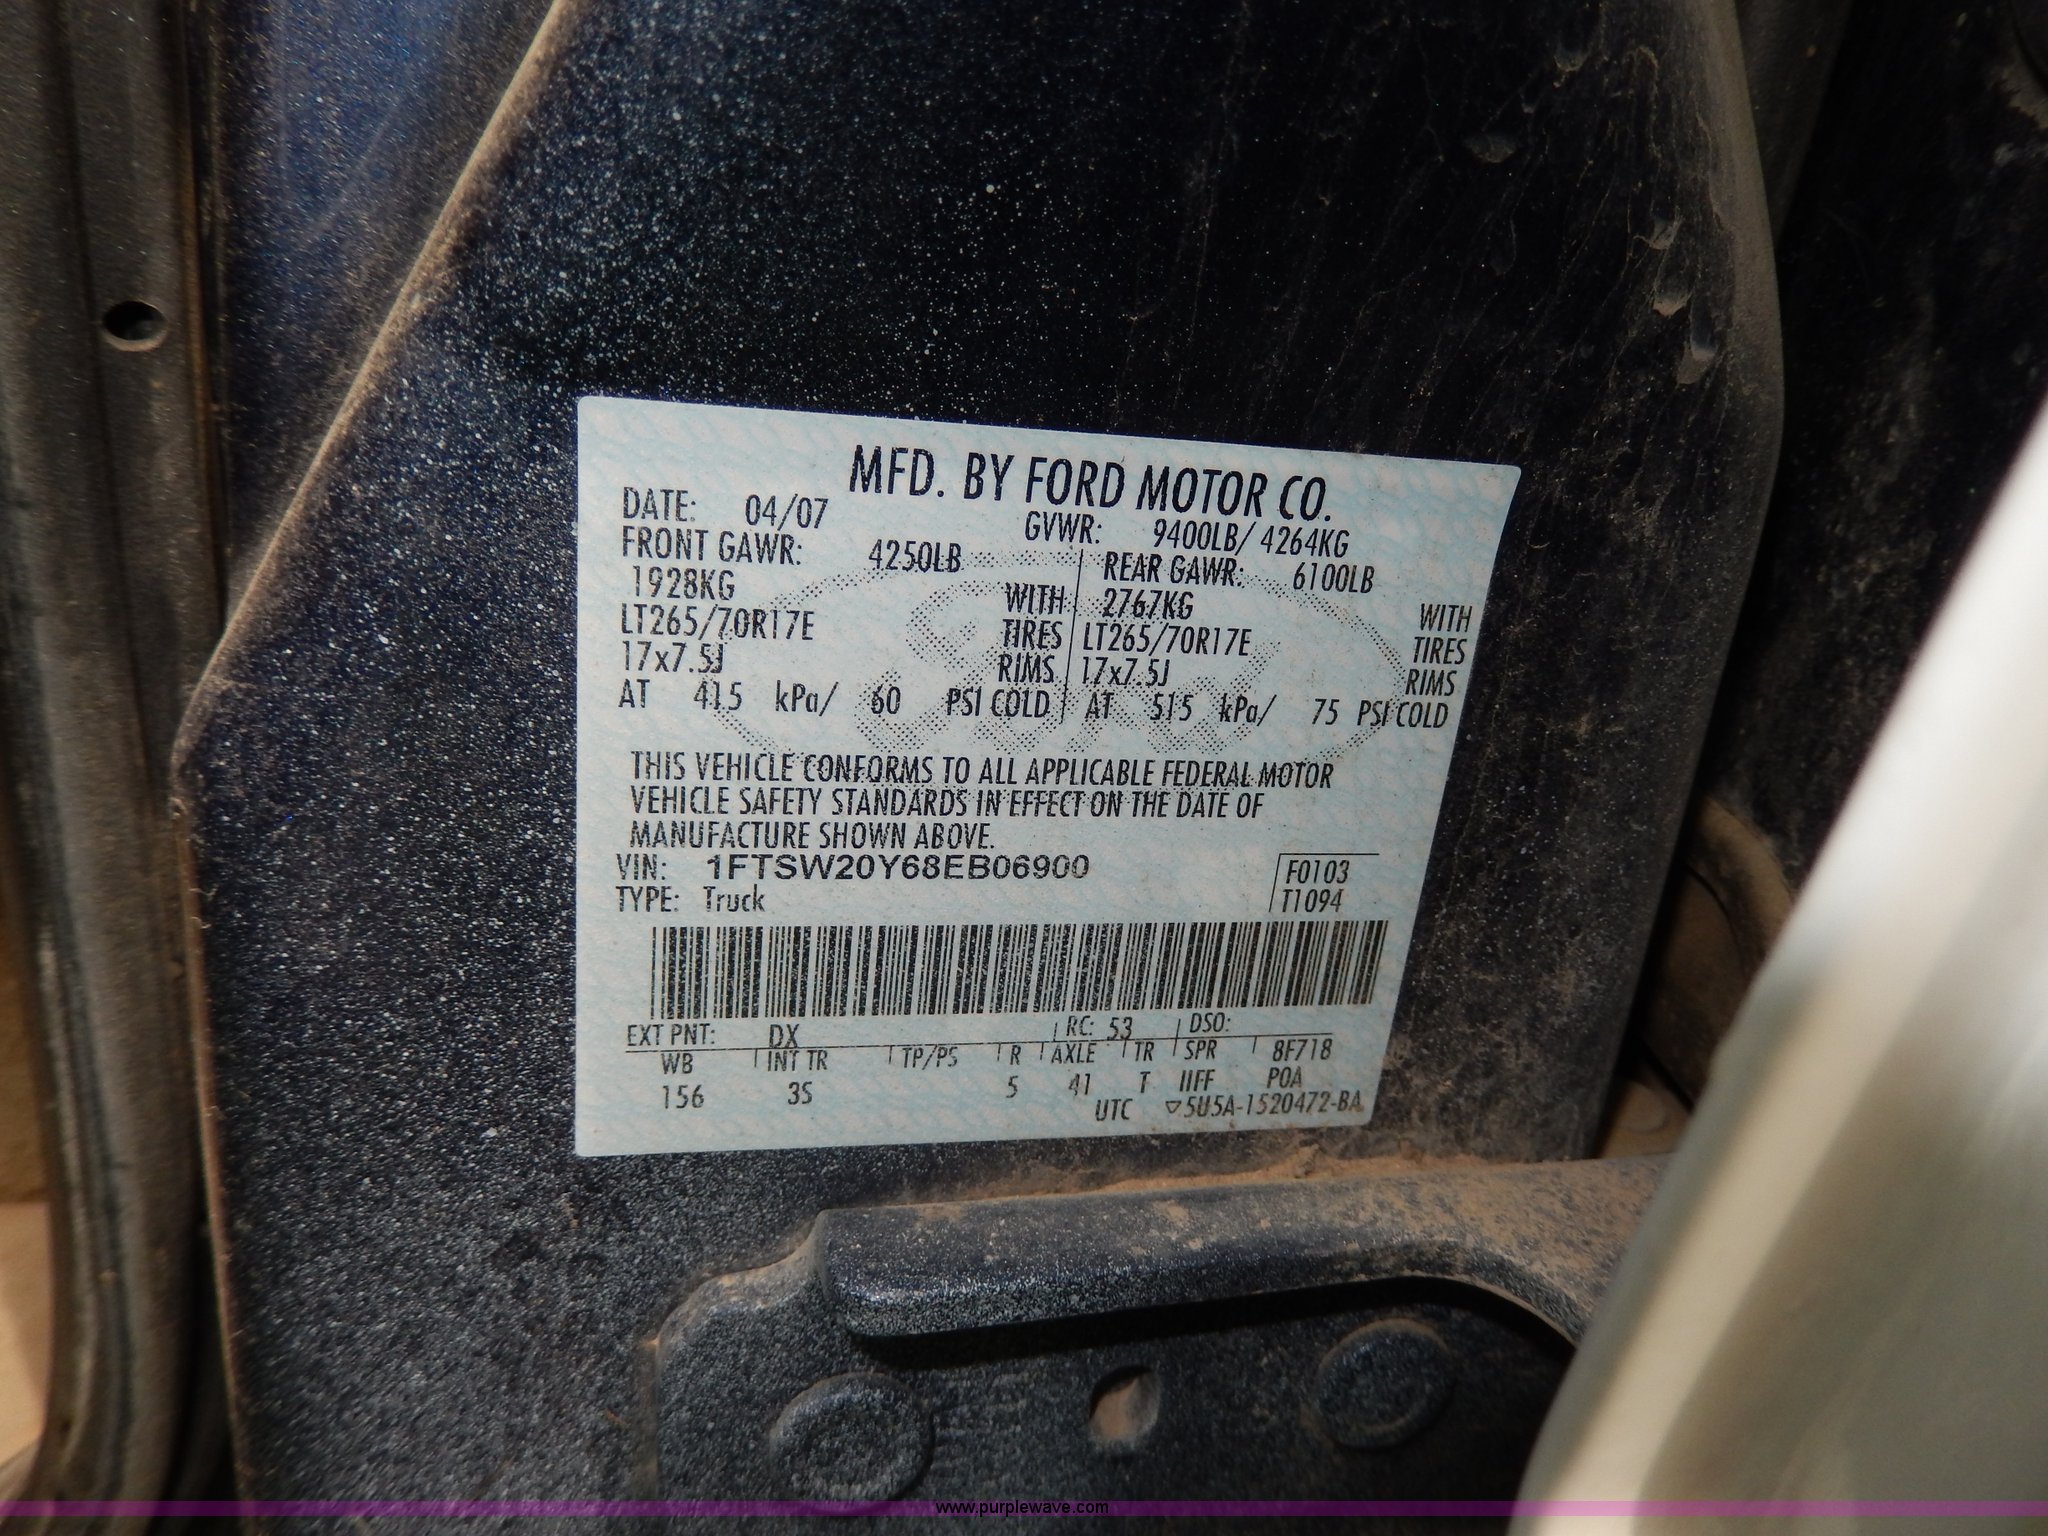 MFD. BY FORD MOTOR CO.
DATE: 04/07 GVWR: 9400LB/ 4264KG
FRONT GAWR: 4250LB REAR GAWR: 6100LB
1928KG WITH 2767KG WITH
LT265/70R17E TIRES LT265/70R17E TIRES
17x7.5J RIMS 17x7.5J RIMS
AT 415 kPa/ 60 PSI COLD AT 515 kPa/ 75 PSI COLD
THIS VEHICLE CONFORMS TO ALL APPLICABLE FEDERAL MOTOR
VEHICLE SAFETY STANDARDS IN EFFECT ON THE DATE OF
MANUFACTURE SHOWN ABOVE.
VIN: 1FTSW20Y68EB06900 F0103
TYPE: Truck T1094
EXT PNT: DX RC: 53 DSO:
WB INT TR TP/PS R AXLE TR SPR 8F718
156 3S 5 41 T IIFF P0A
UTC ▽5U5A-1520472-BA
www.purplewave.com